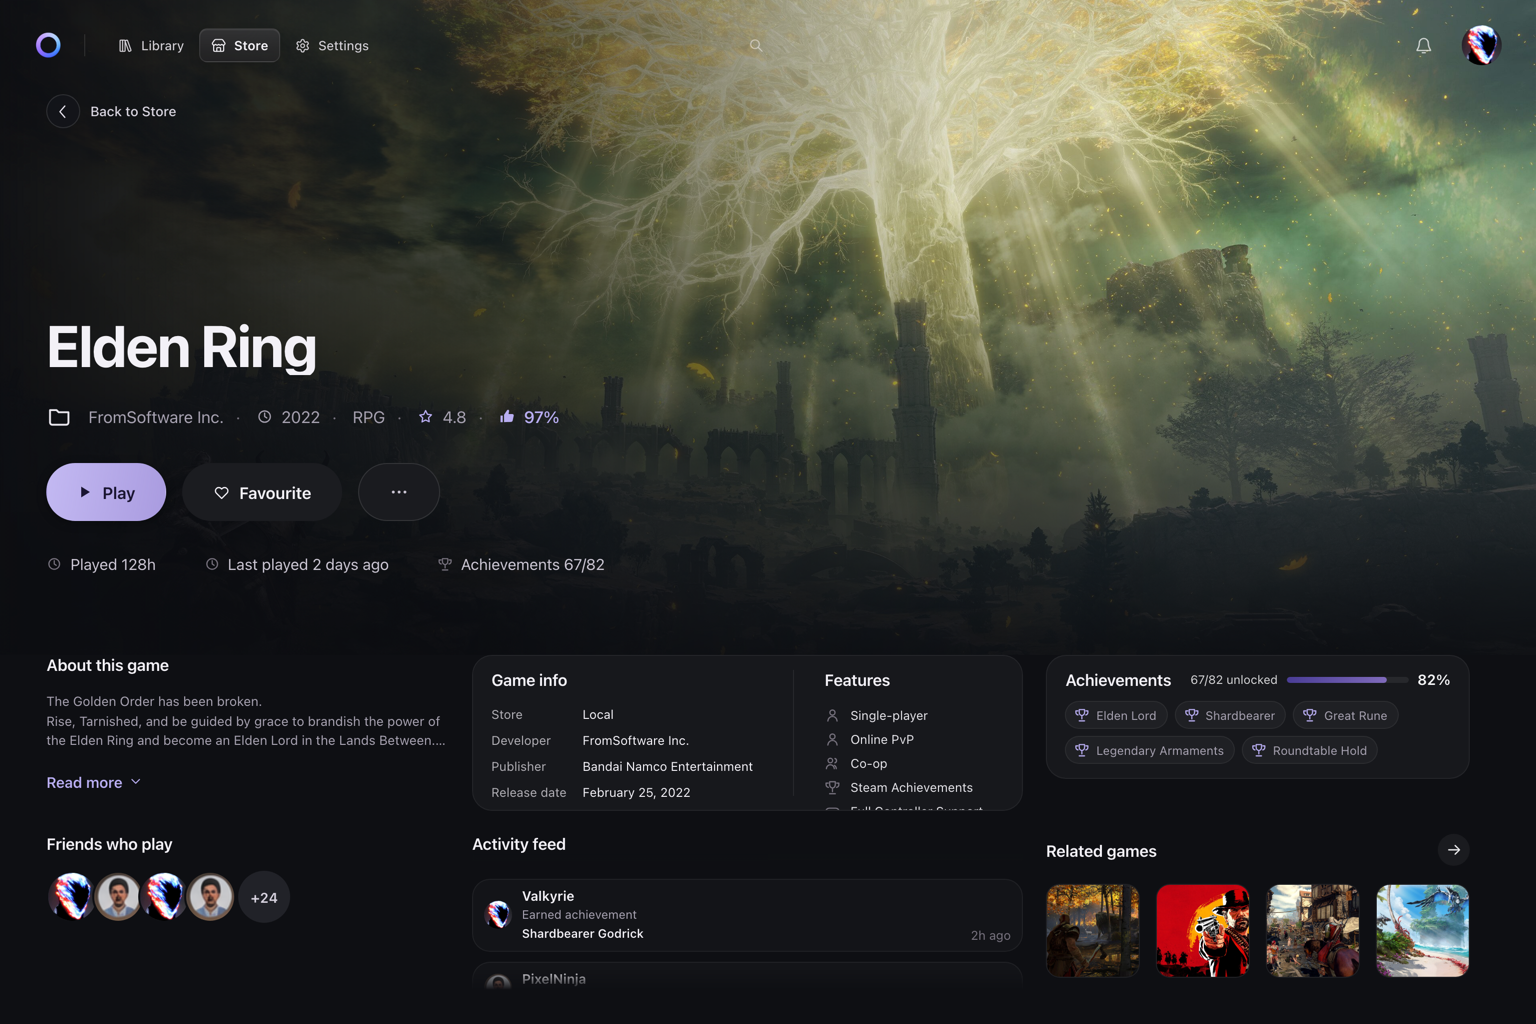 Library
Store
Settings
Back to Store
Elden Ring
FromSoftware Inc. · 2022 · RPG · 4.8 · 97%
Play
Favourite
...
Played 128h
Last played 2 days ago
Achievements 67/82
About this game
The Golden Order has been broken.
Rise, Tarnished, and be guided by grace to brandish the power of
the Elden Ring and become an Elden Lord in the Lands Between....
Read more
Friends who play
+24
Game info
Store Local
Developer FromSoftware Inc.
Publisher Bandai Namco Entertainment
Release date February 25, 2022
Features
Single-player
Online PvP
Co-op
Steam Achievements
Full Controller Support
Activity feed
Valkyrie
Earned achievement
Shardbearer Godrick
2h ago
PixelNinja
Achievements 67/82 unlocked 82%
Elden Lord
Shardbearer
Great Rune
Legendary Armaments
Roundtable Hold
Related games